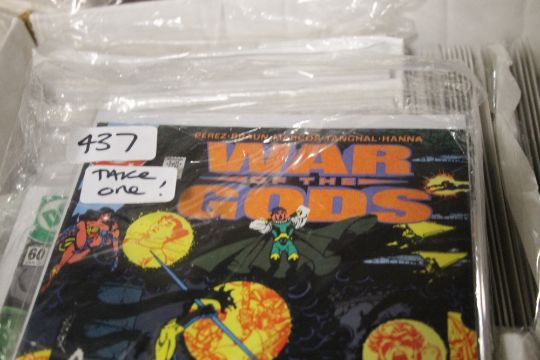 437
TAKE
one!
PEREZ·BRAUN·MARCOS·TANGHAL·HANNA
WAR
OF THE
GODS
60